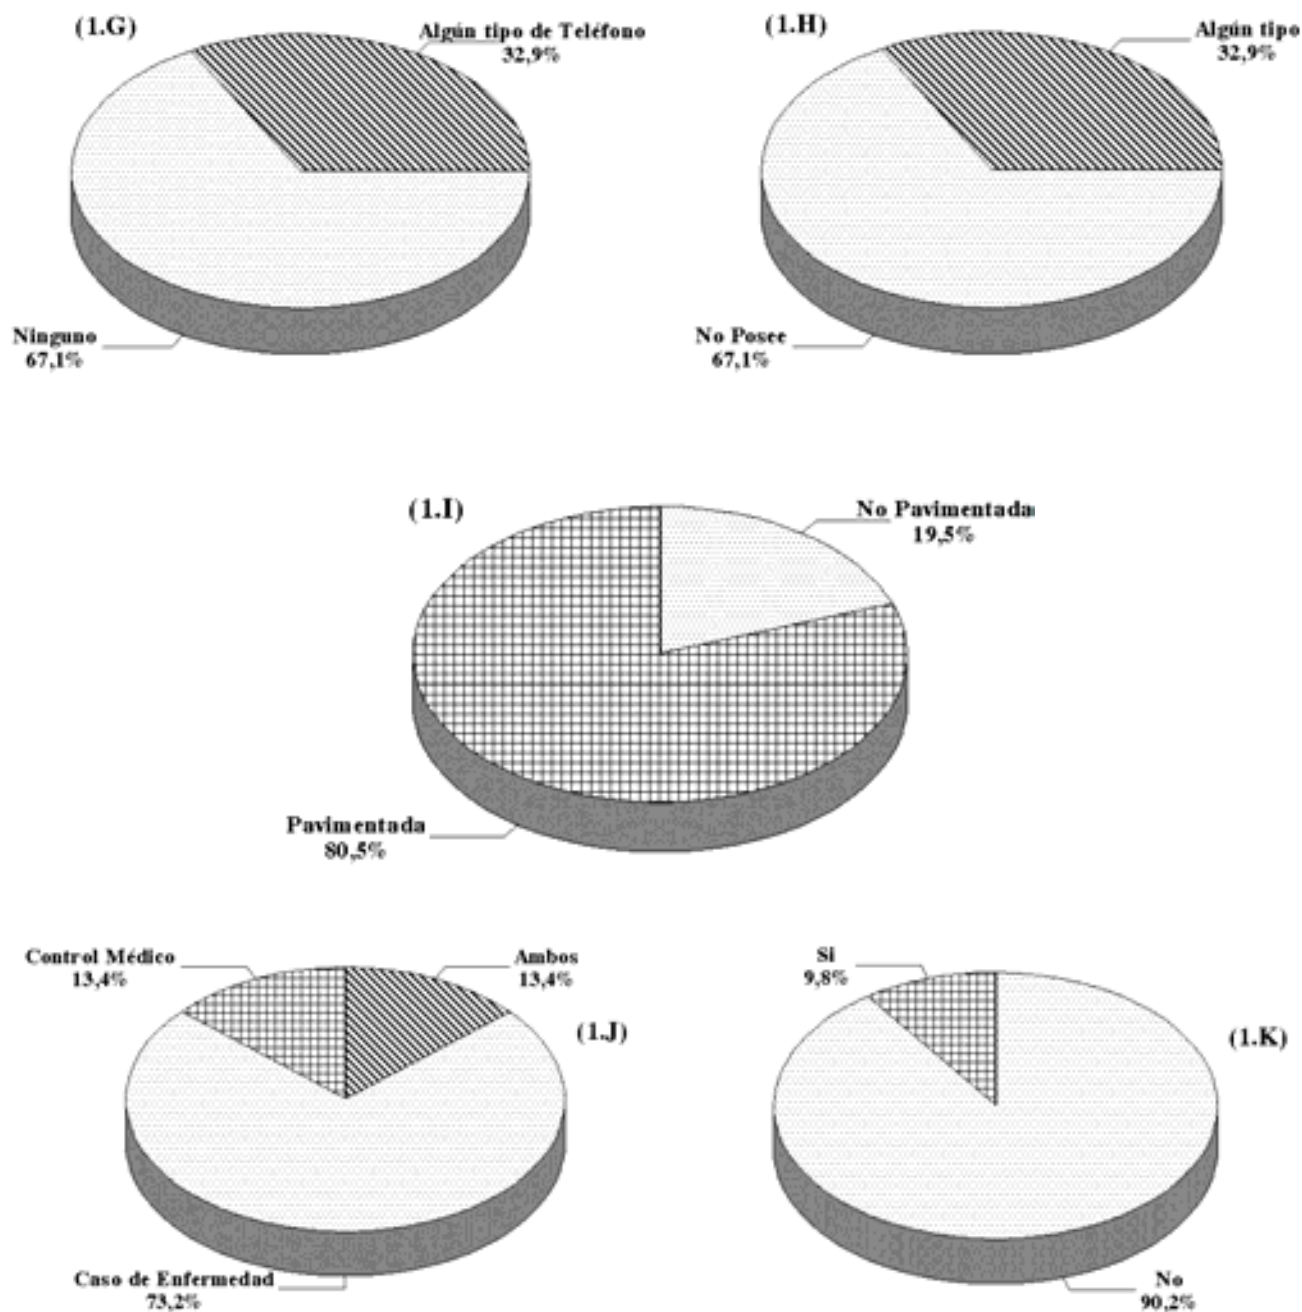 (1.G)
Algún tipo de Teléfono
32,9%
Ninguno
67,1%
(1.H)
Algún tipo
32,9%
No Posee
67,1%
(1.I)
No Pavimentada
19,5%
Pavimentada
80,5%
Control Médico
13,4%
Ambos
13,4%
(1.J)
Caso de Enfermedad
73,2%
Si
9,8%
(1.K)
No
90,2%